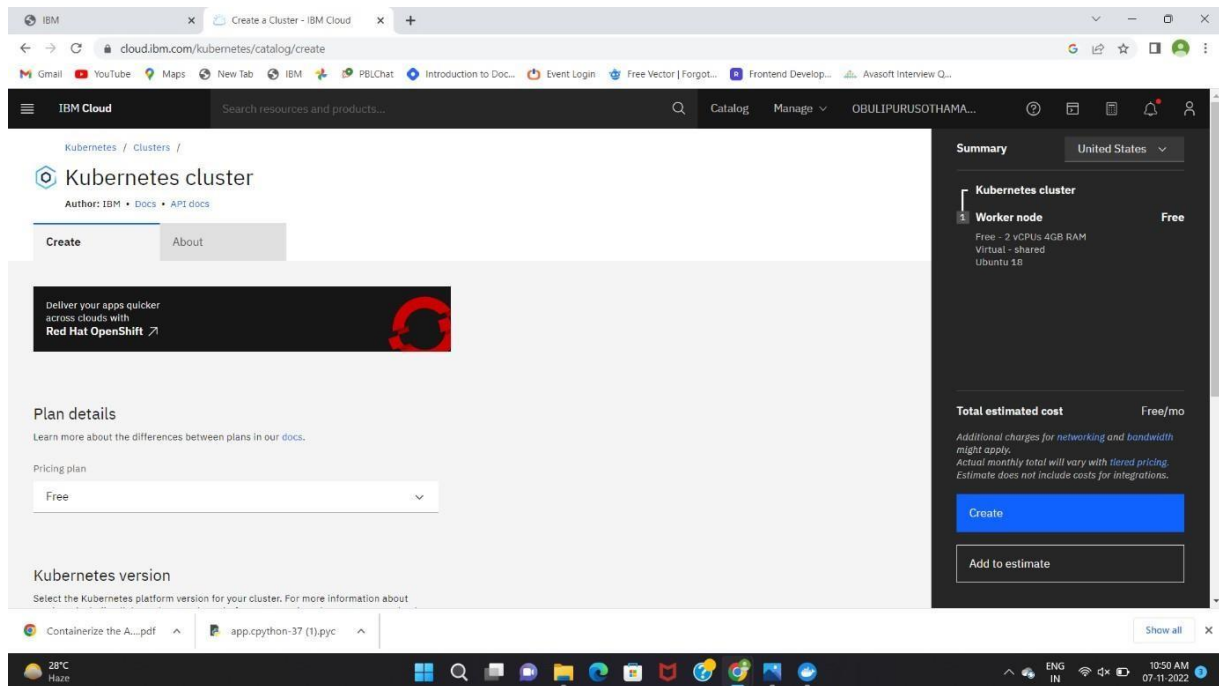 IBM
Create a Cluster - IBM Cloud
cloud.ibm.com/kubernetes/catalog/create
Gmail
YouTube
Maps
New Tab
IBM
PBLChat
Introduction to Doc...
Event Login
Free Vector | Forgot...
Frontend Develop...
Avasoft Interview Q...
IBM Cloud
Search resources and products...
Catalog
Manage
OBULIPURUSOTHAMA...
Kubernetes / Clusters /
Kubernetes cluster
Author: IBM • Docs • API docs
Create
About
Deliver your apps quicker
across clouds with
Red Hat OpenShift
Plan details
Learn more about the differences between plans in our docs.
Pricing plan
Free
Kubernetes version
Select the Kubernetes platform version for your cluster. For more information about
Summary
United States
Kubernetes cluster
1 Worker node Free
Free - 2 vCPUs 4GB RAM
Virtual - shared
Ubuntu 18
Total estimated cost Free/mo
Additional charges for networking and bandwidth
might apply.
Actual monthly total will vary with tiered pricing.
Estimate does not include costs for integrations.
Create
Add to estimate
Containerize the A....pdf
app.cpython-37 (1).pyc
Show all
28°C
Haze
ENG
IN
10:50 AM
07-11-2022
3